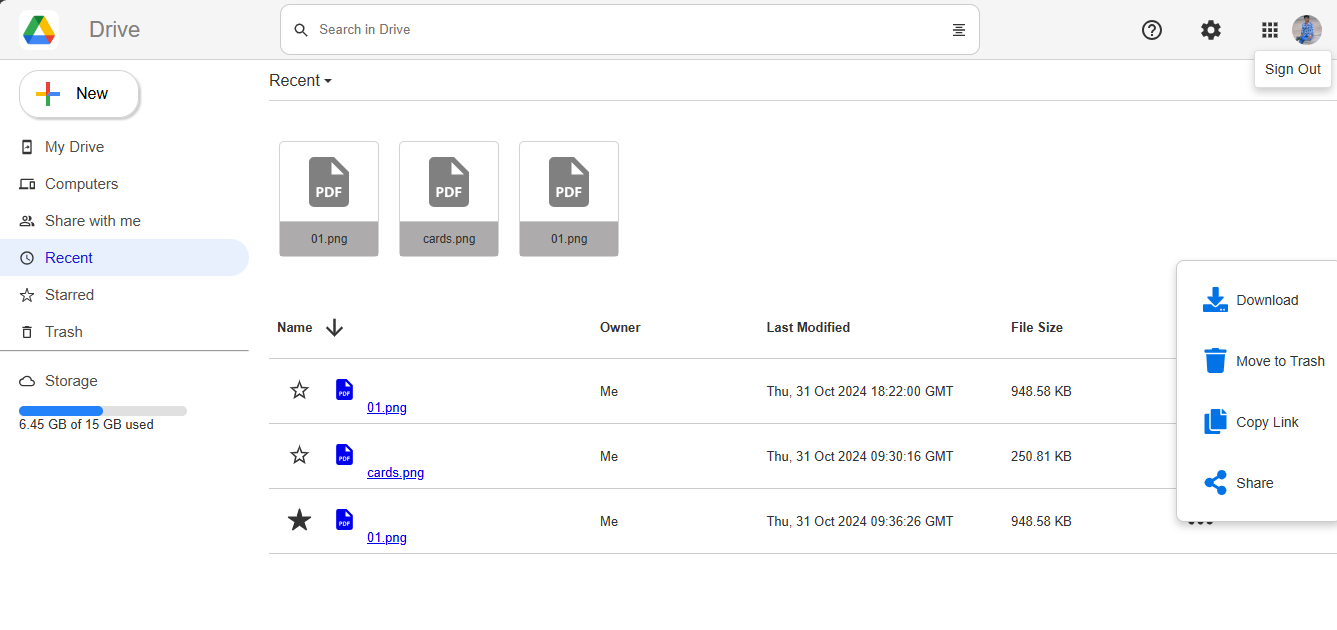 Drive
Search in Drive
Sign Out
New
Recent
My Drive
Computers
Share with me
Recent
Starred
Trash
Storage
6.45 GB of 15 GB used
PDF PDF PDF
01.png cards.png 01.png
Name Owner Last Modified File Size
PDF 01.png Me Thu, 31 Oct 2024 18:22:00 GMT 948.58 KB
PDF cards.png Me Thu, 31 Oct 2024 09:30:16 GMT 250.81 KB
PDF 01.png Me Thu, 31 Oct 2024 09:36:26 GMT 948.58 KB
Download
Move to Trash
Copy Link
Share